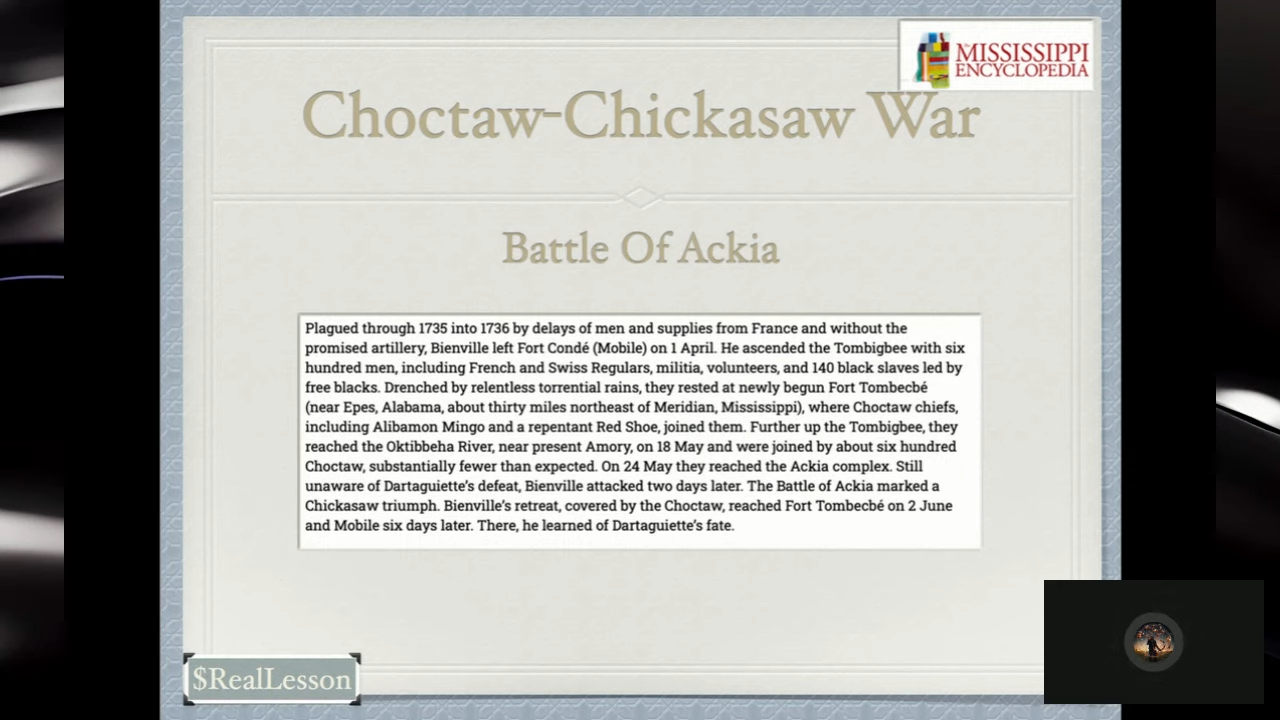 MISSISSIPPI
ENCYCLOPEDIA
Choctaw-Chickasaw War
Battle Of Ackia
Plagued through 1735 into 1736 by delays of men and supplies from France and without the
promised artillery, Bienville left Fort Condé (Mobile) on 1 April. He ascended the Tombigbee with six
hundred men, including French and Swiss Regulars, militia, volunteers, and 140 black slaves led by
free blacks. Drenched by relentless torrential rains, they rested at newly begun Fort Tombecbé
(near Epes, Alabama, about thirty miles northeast of Meridian, Mississippi), where Choctaw chiefs,
including Alibamon Mingo and a repentant Red Shoe, joined them. Further up the Tombigbee, they
reached the Oktibbeha River, near present Amory, on 18 May and were joined by about six hundred
Choctaw, substantially fewer than expected. On 24 May they reached the Ackia complex. Still
unaware of Dartaguiette's defeat, Bienville attacked two days later. The Battle of Ackia marked a
Chickasaw triumph. Bienville's retreat, covered by the Choctaw, reached Fort Tombecbé on 2 June
and Mobile six days later. There, he learned of Dartaguiette's fate.
$RealLesson